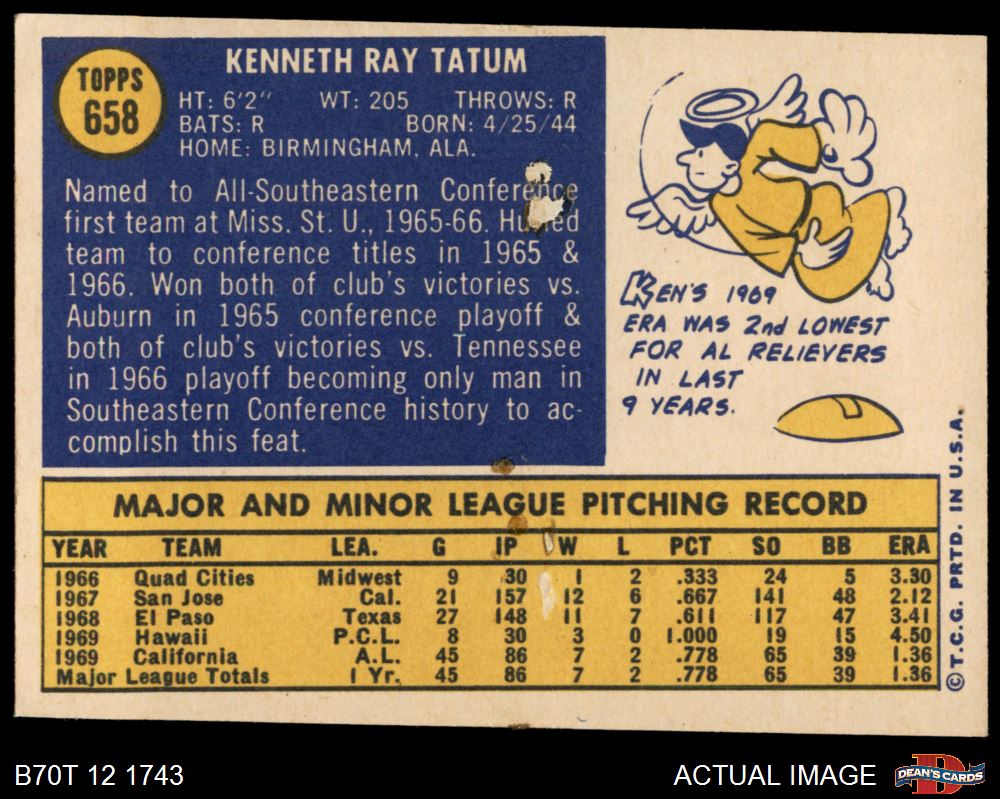 TOPPS
658
KENNETH RAY TATUM
HT: 6'2" WT: 205 THROWS: R
BATS: R BORN: 4/25/44
HOME: BIRMINGHAM, ALA.
Named to All-Southeastern Conference
first team at Miss. St. U., 1965-66.
team to conference titles in 1965 &
1966. Won both of club's victories vs.
Auburn in 1965 conference playoff &
both of club's victories vs. Tennessee
in 1966 playoff becoming only man in
Southeastern Conference history to ac-
complish this feat.
KEN'S 1969
ERA WAS 2nd LOWEST
FOR AL RELIEVERS
IN LAST
9 YEARS.
MAJOR AND MINOR LEAGUE PITCHING RECORD
YEAR TEAM LEA. G IP W L PCT SO BB ERA
1966 Quad Cities Midwest 9 30 1 2 .333 24 5 3.30
1967 San Jose Cal. 21 157 12 6 .667 141 48 2.12
1968 El Paso Texas 27 148 11 7 .611 117 47 3.41
1969 Hawaii P.C.L. 8 30 3 0 1.000 19 15 4.50
1969 California A.L. 45 86 7 2 .778 65 39 1.36
Major League Totals 1 Yr. 45 86 7 2 .778 65 39 1.36
©T.C.G. PRTD. IN U.S.A.
B70T 12 1743
ACTUAL IMAGE
DEAN'S CARDS